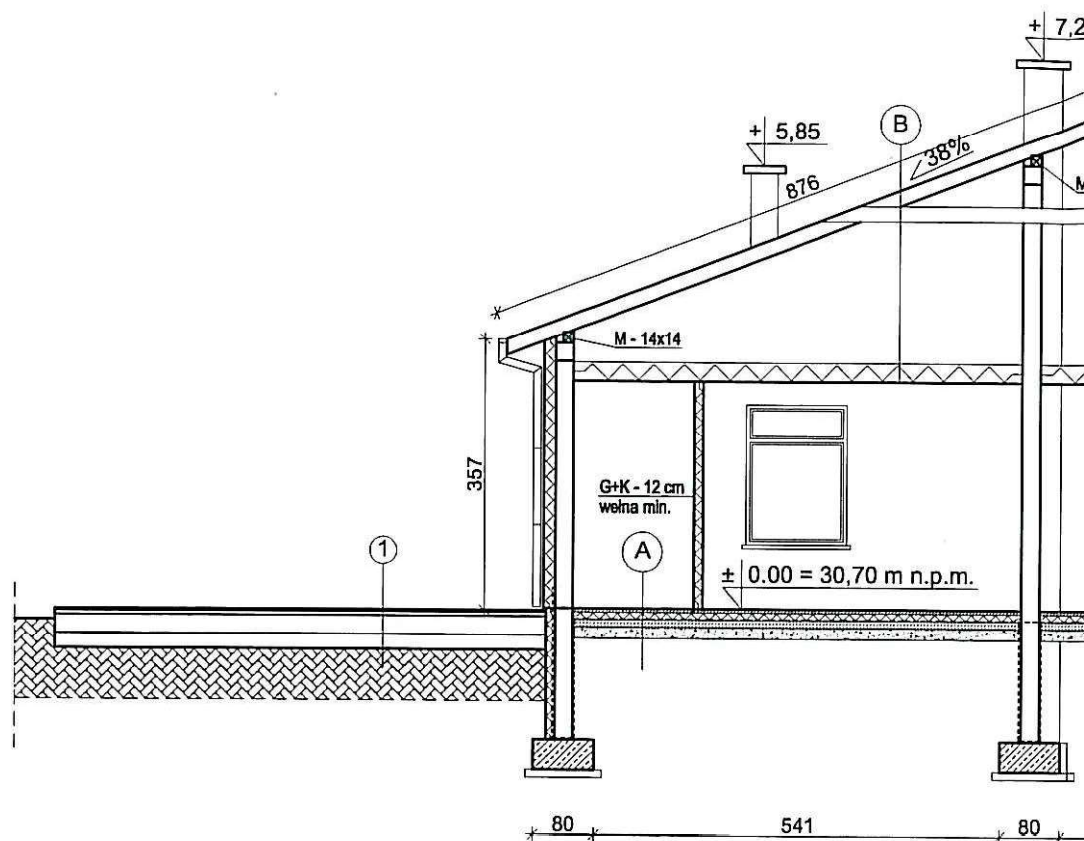 + 7,2
+ 5,85
B
38%
876
M
M - 14x14
357
G+K - 12 cm
wełna min.
1
A
± 0.00 = 30,70 m n.p.m.
80
541
80